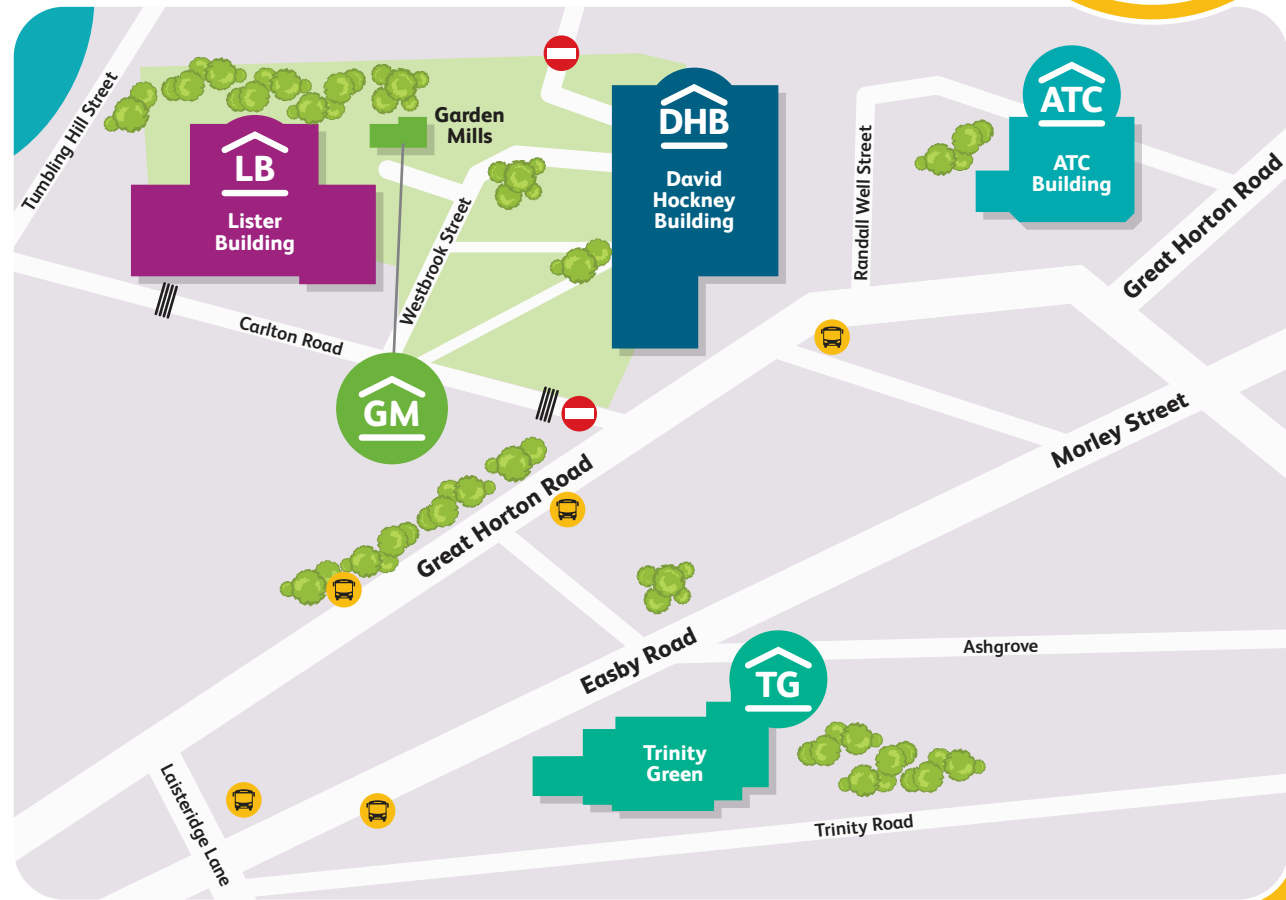 Tumbling Hill Street
LB
Lister
Building
Garden
Mills
DHB
David
Hockney
Building
ATC
ATC
Building
Randall Well Street
Great Horton Road
Westbrook Street
Carlton Road
GM
Great Horton Road
Morley Street
Easby Road
Ashgrove
TG
Trinity
Green
Laisteridge Lane
Trinity Road